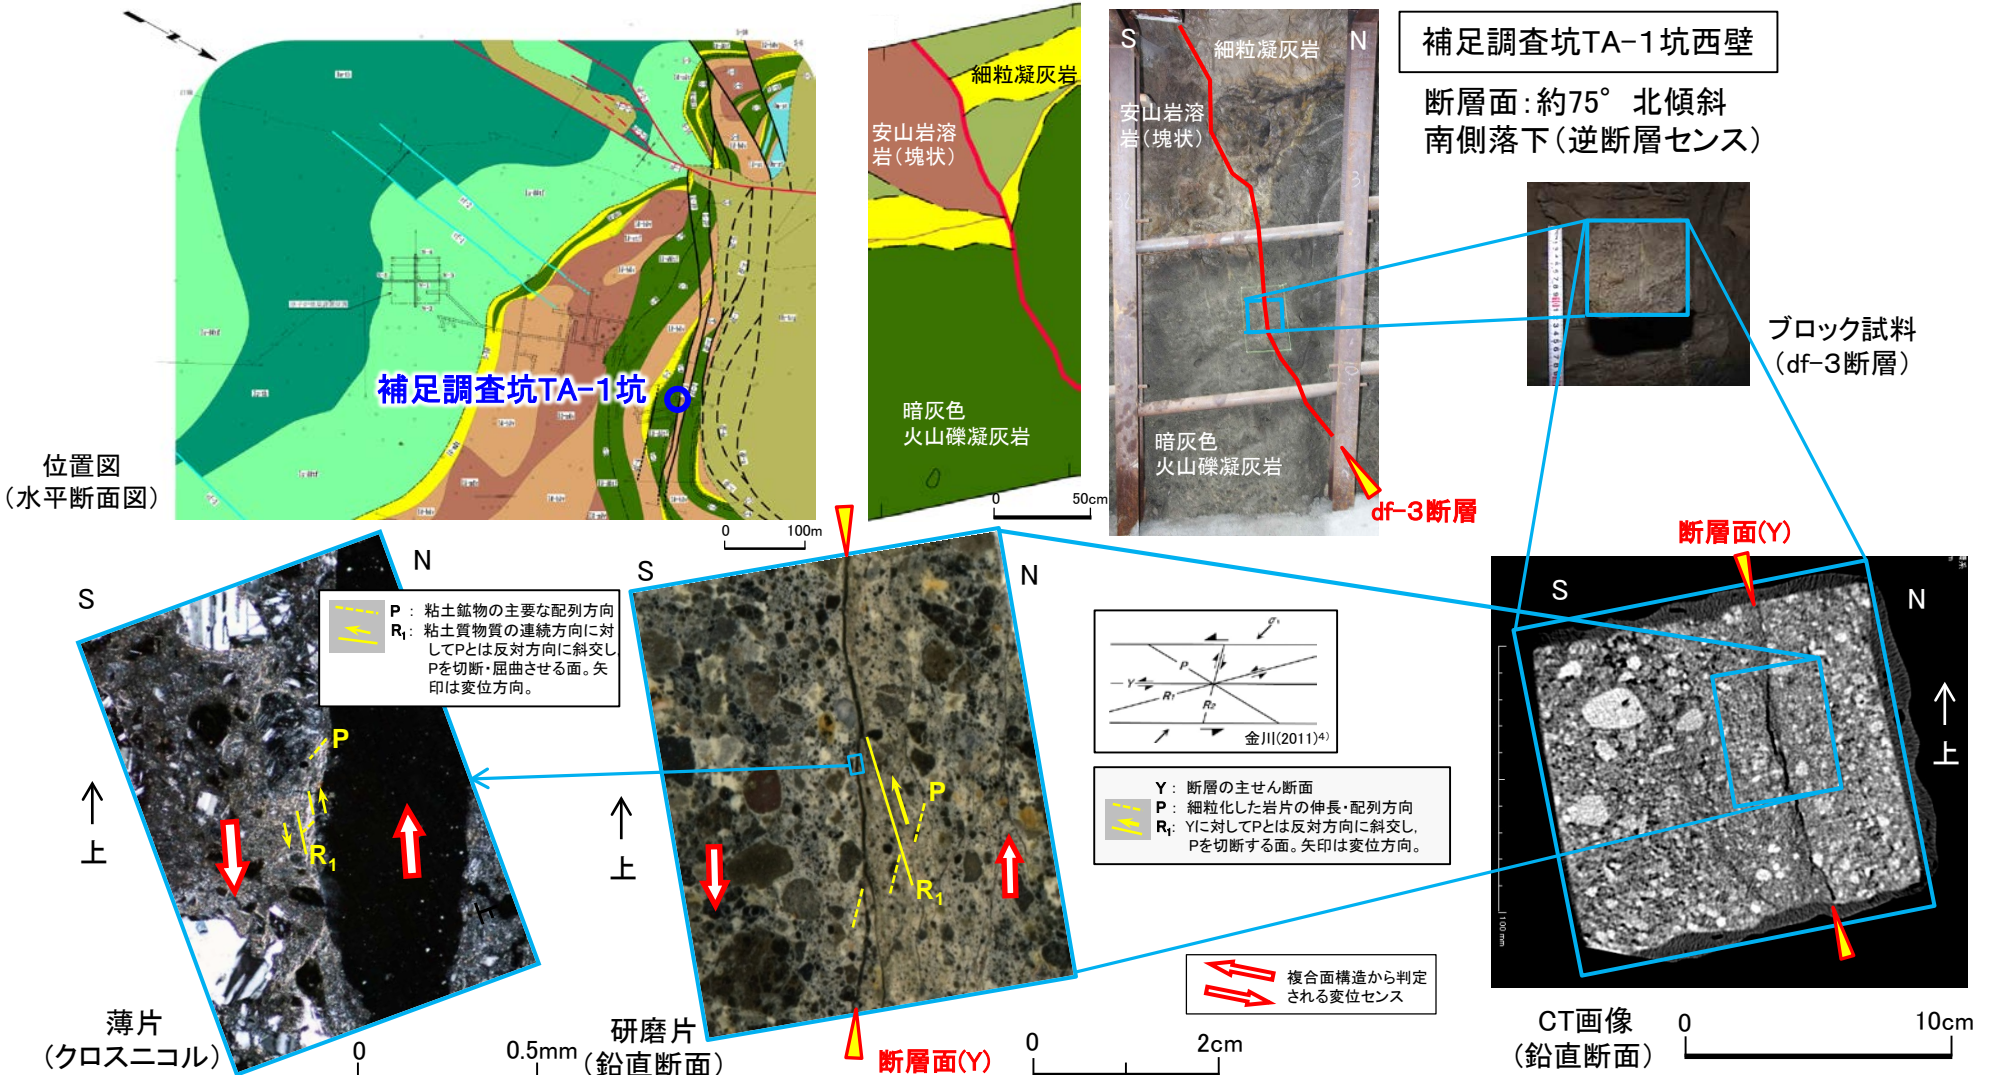 補足調査坑TA-1坑西壁
断層面:約75° 北傾斜
南側落下(逆断層センス)
N
補足調査坑TA-1坑
位置図
(水平断面図)
0 100m
細粒凝灰岩
安山岩溶
岩(塊状)
暗灰色
火山礫凝灰岩
0 50cm
S N
細粒凝灰岩
安山岩溶
岩(塊状)
暗灰色
火山礫凝灰岩
df-3断層
ブロック試料
(df-3断層)
S N
P : 粘土鉱物の主要な配列方向
R₁: 粘土質物質の連続方向に対
してPとは反対方向に斜交し,
Pを切断・屈曲させる面。矢
印は変位方向。
P
R₁
上
薄片
(クロスニコル)
0 0.5mm
S N
P
R₁
上
研磨片
(鉛直断面)
断層面(Y)
0 2cm
σ₁
P
Y
R₁
R₂
金川(2011)⁴⁾
Y : 断層の主せん断面
P : 細粒化した岩片の伸長・配列方向
R₁: Yに対してPとは反対方向に斜交し,
Pを切断する面。矢印は変位方向。
複合面構造から判定
される変位センス
断層面(Y)
S N
上
100 mm
CT画像
(鉛直断面)
0 10cm